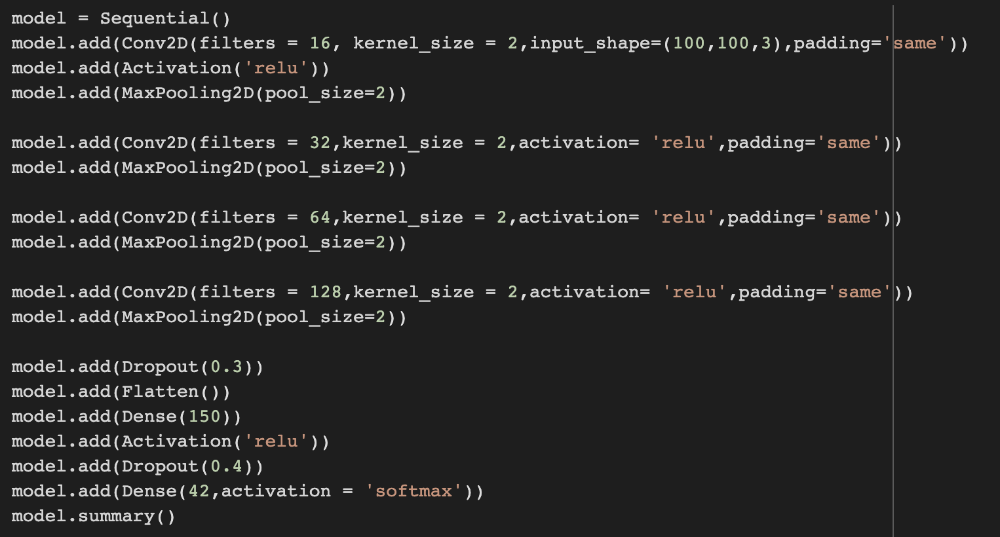 model = Sequential()
model.add(Conv2D(filters = 16, kernel_size = 2,input_shape=(100,100,3),padding='same'))
model.add(Activation('relu'))
model.add(MaxPooling2D(pool_size=2))

model.add(Conv2D(filters = 32,kernel_size = 2,activation= 'relu',padding='same'))
model.add(MaxPooling2D(pool_size=2))

model.add(Conv2D(filters = 64,kernel_size = 2,activation= 'relu',padding='same'))
model.add(MaxPooling2D(pool_size=2))

model.add(Conv2D(filters = 128,kernel_size = 2,activation= 'relu',padding='same'))
model.add(MaxPooling2D(pool_size=2))

model.add(Dropout(0.3))
model.add(Flatten())
model.add(Dense(150))
model.add(Activation('relu'))
model.add(Dropout(0.4))
model.add(Dense(42,activation = 'softmax'))
model.summary()